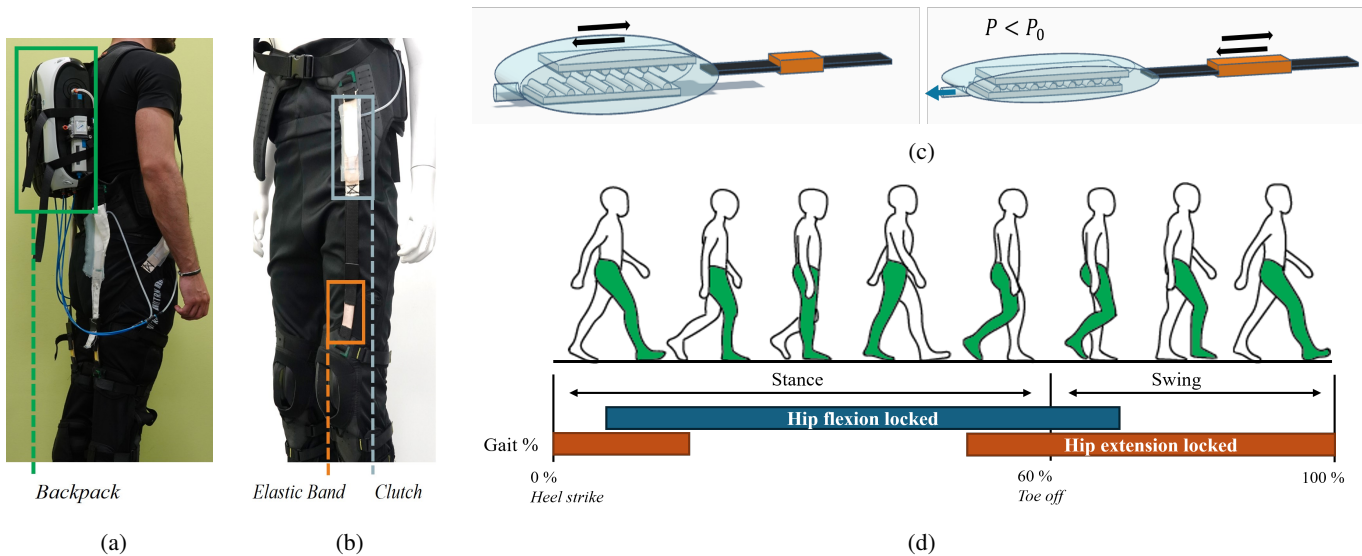 P < P₀
Backpack
Elastic Band
Clutch
(a)
(b)
(c)
Stance
Swing
Hip flexion locked
Gait %
Hip extension locked
0 %
Heel strike
60 %
Toe off
100 %
(d)